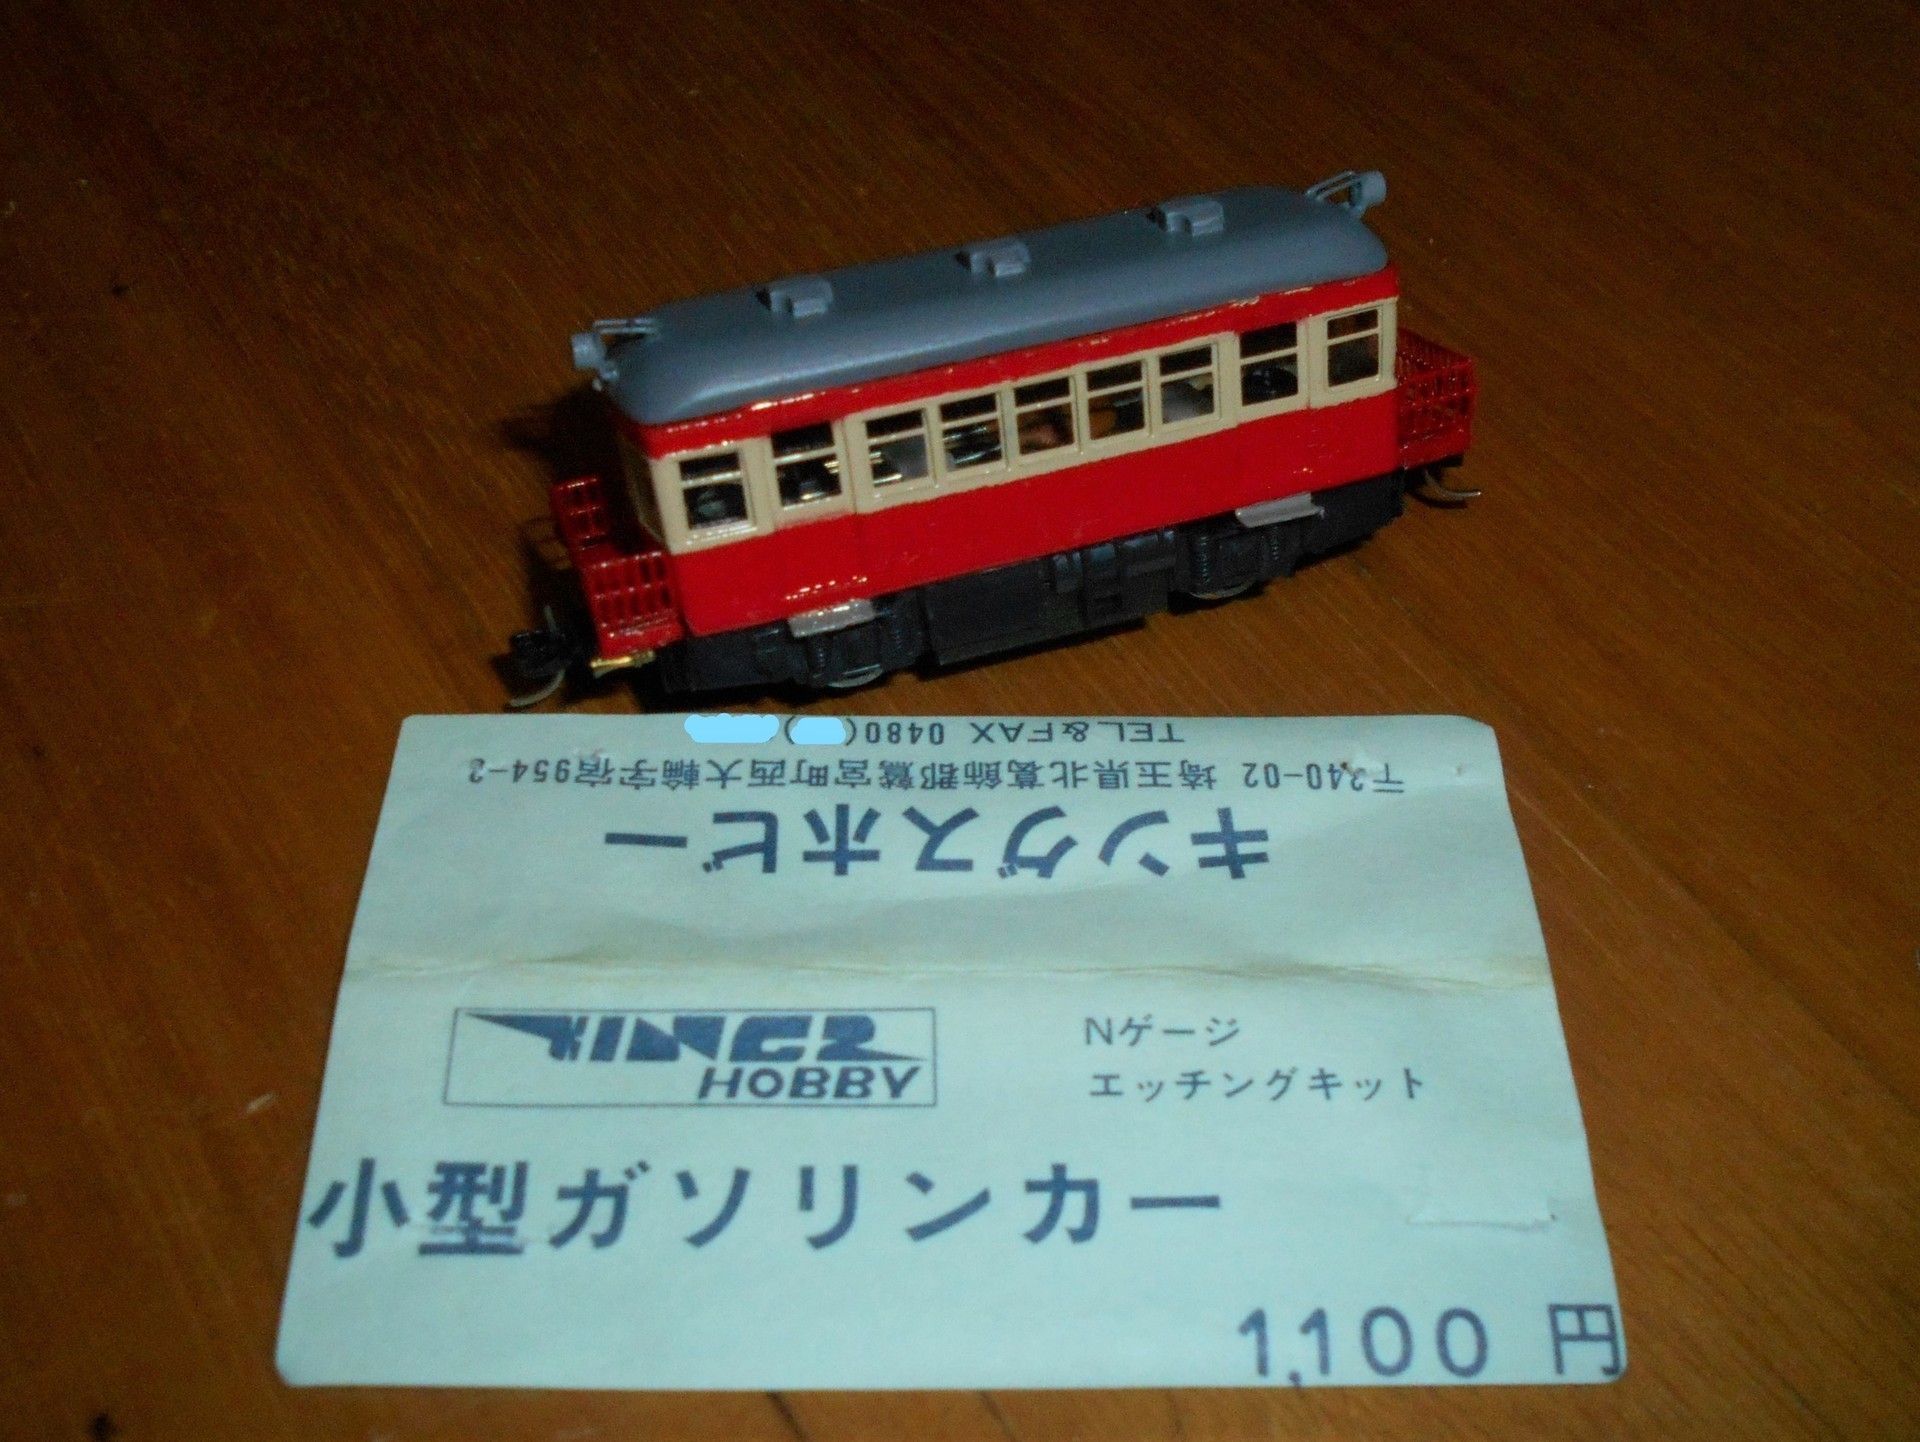 TEL&FAX 0480( )
〒340-02 埼玉県北葛飾郡鷲宮町西大輪字宿954-2
キングスホビー
HOBBY
Nゲージ
エッチングキット
小型ガソリンカー
1,100 円